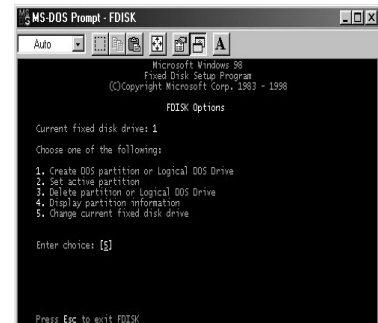 MS-DOS Prompt - FDISK
Auto
A
Microsoft Windows 98
Fixed Disk Setup Program
(C)Copyright Microsoft Corp. 1983 - 1998
FDISK Options
Current fixed disk drive: 1
Choose one of the following:
1. Create DOS partition or Logical DOS Drive
2. Set active partition
3. Delete partition or Logical DOS Drive
4. Display partition information
5. Change current fixed disk drive
Enter choice: [5]
Press Esc to exit FDISK